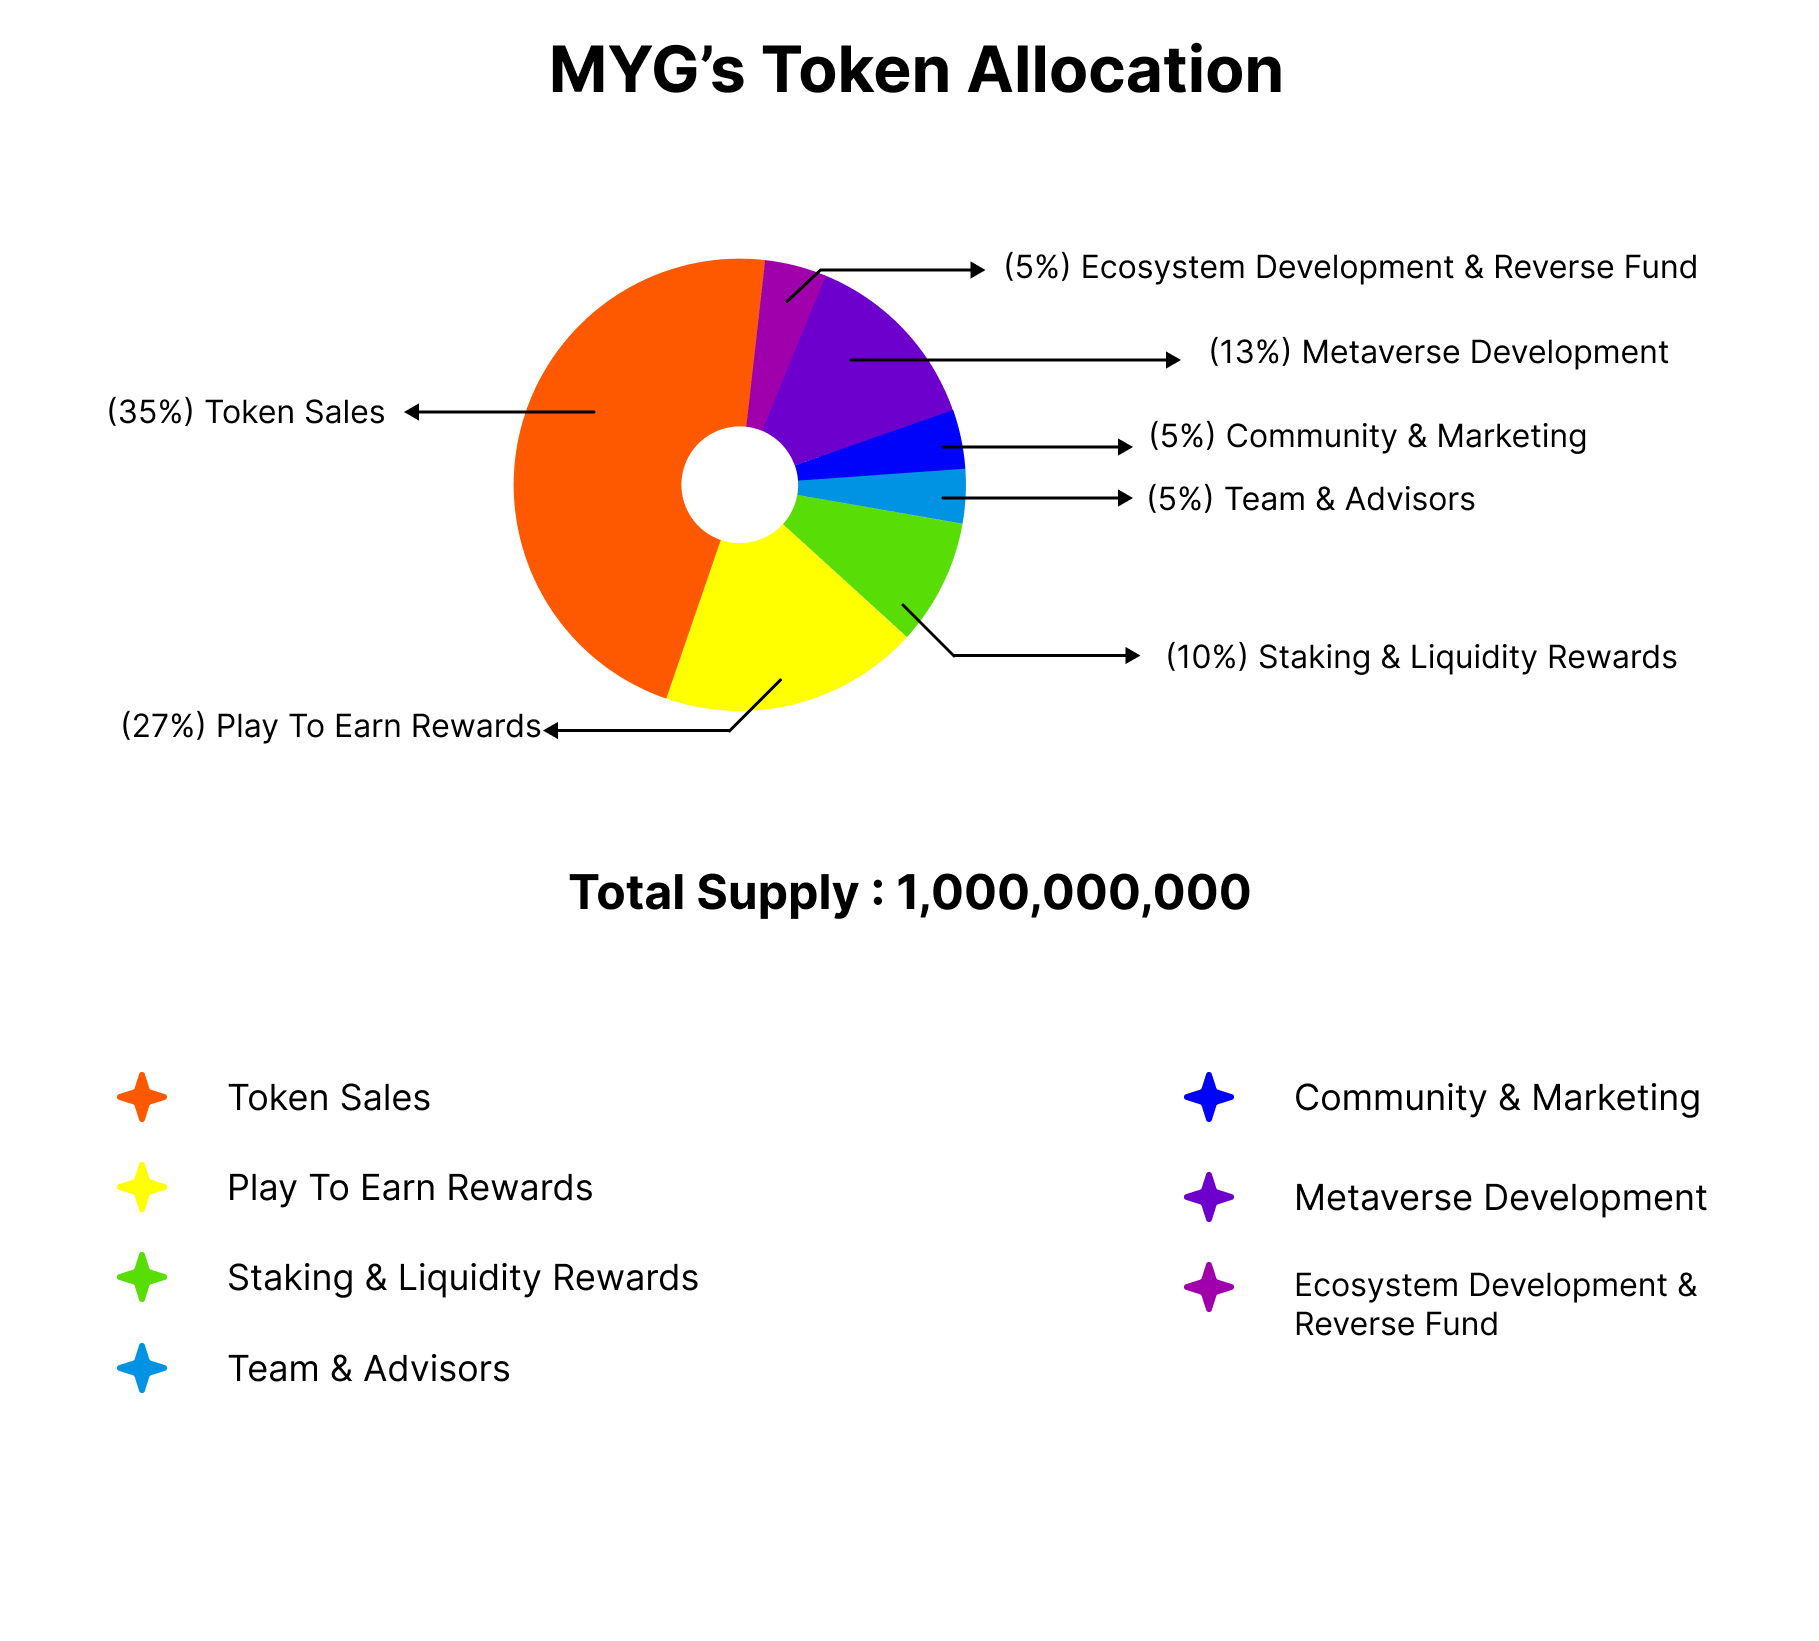 MYG’s Token Allocation
(5%) Ecosystem Development & Reverse Fund
(13%) Metaverse Development
(35%) Token Sales
(5%) Community & Marketing
(5%) Team & Advisors
(10%) Staking & Liquidity Rewards
(27%) Play To Earn Rewards
Total Supply : 1,000,000,000
Token Sales
Play To Earn Rewards
Staking & Liquidity Rewards
Team & Advisors
Community & Marketing
Metaverse Development
Ecosystem Development &
Reverse Fund